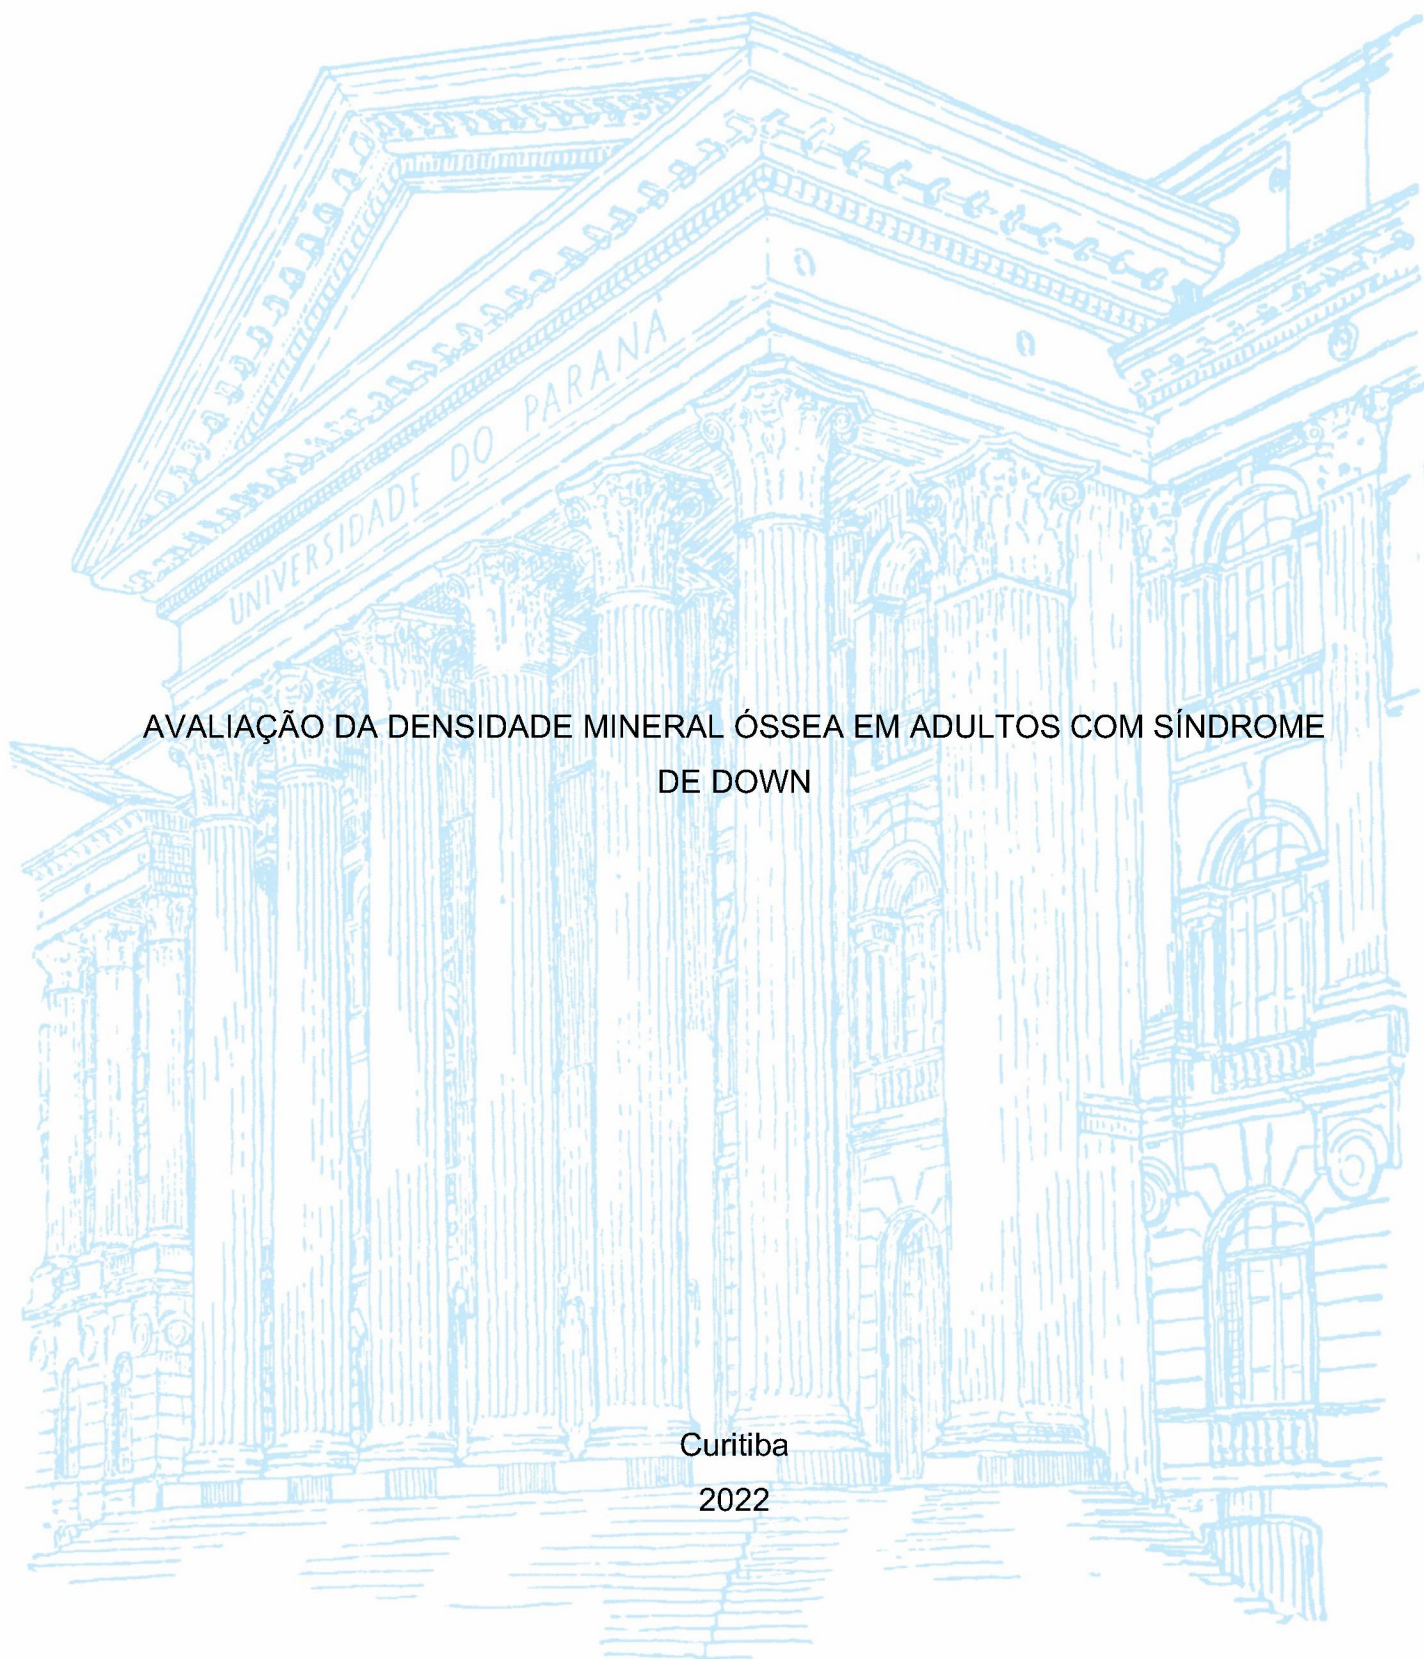 UNIVERSIDADE DO PARANÁ
AVALIAÇÃO DA DENSIDADE MINERAL ÓSSEA EM ADULTOS COM SÍNDROME
DE DOWN
Curitiba
2022